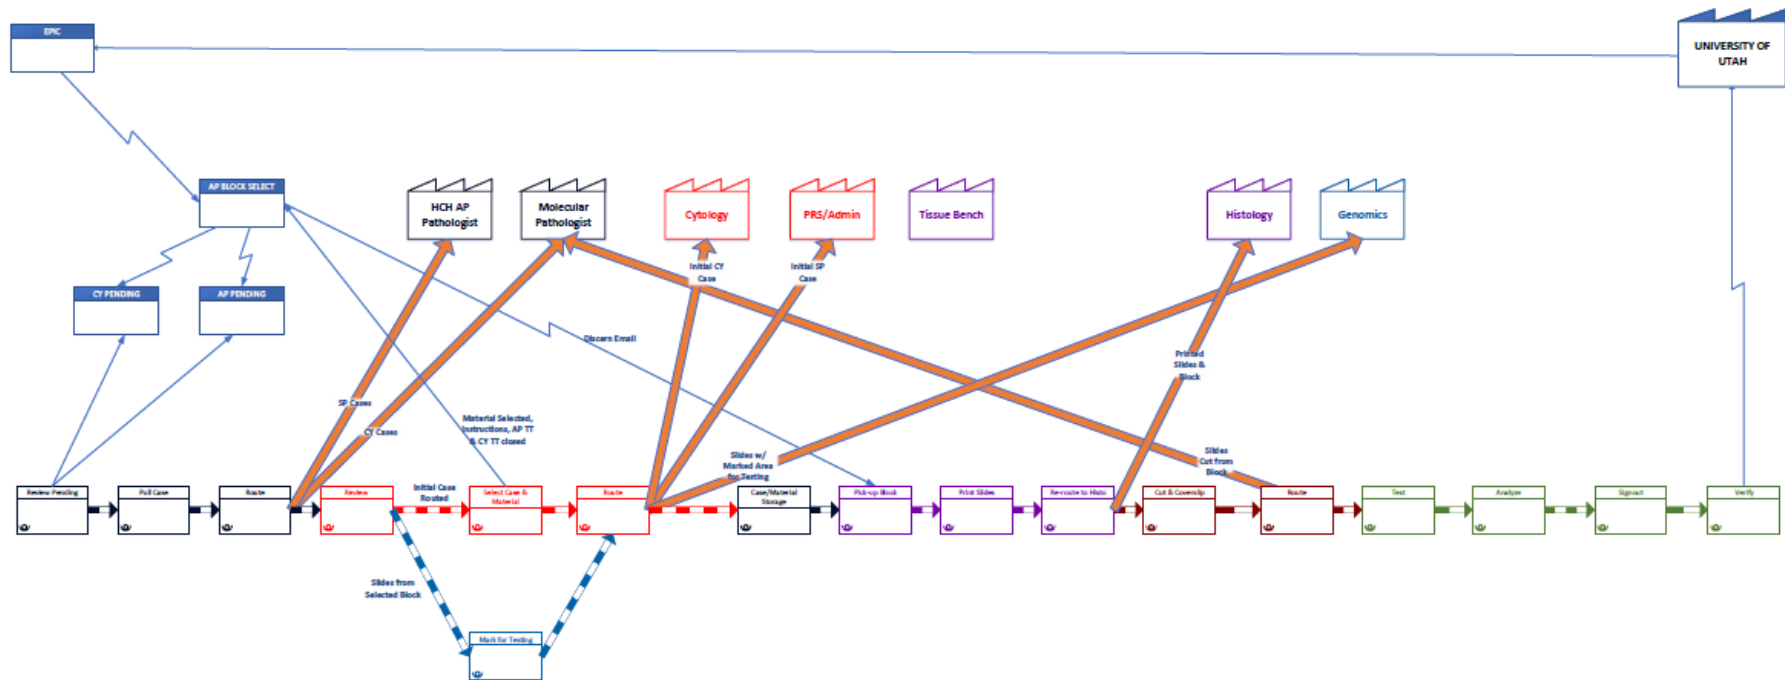 EPIC
UNIVERSITY OF
UTAH
AP BLOCK SELECT
HCH AP
Pathologist
Molecular
Pathologist
Cytology
PRS/Admin
Tissue Bench
Histology
Genomics
Initial CY
Case
Initial SP
Case
CY PENDING
AP PENDING
Discern Email
Printed
Slides &
Block
SP Cases
CY Cases
Material Selected,
Instructions, AP TT
& CY TT closed
Slides w/
Marked Area
for Testing
Slides
Cut from
Block
Initial Case
Routed
Review Pending
Pull Case
Route
Review
Select Case &
Material
Route
Case/Material
Storage
Pick-up Block
Print Slides
Re-route to Histo
Cut & Coverslip
Route
Test
Analyze
Signout
Verify
Slides from
Selected Block
Mark for Testing